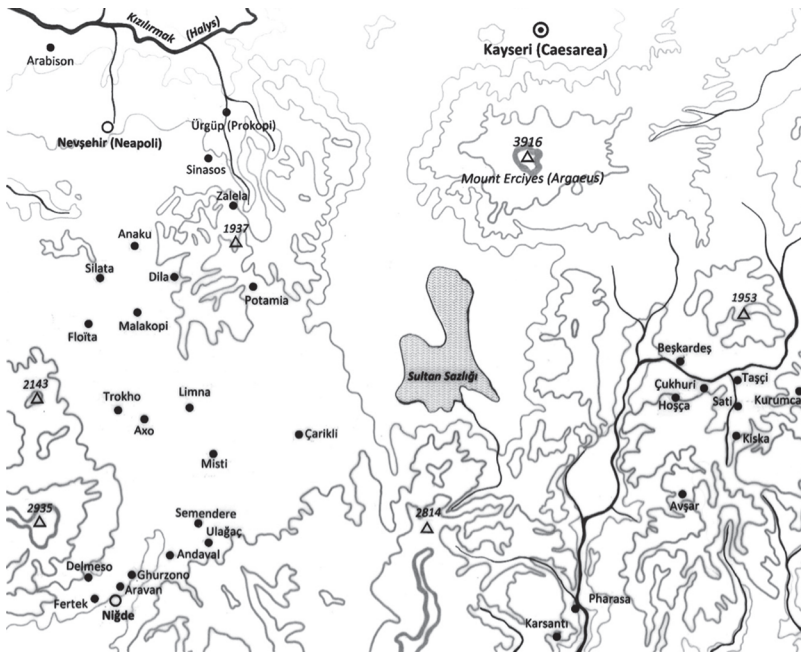 Kızılırmak (Halys)
Arabison
Kayseri (Caesarea)
Ürgüp (Prokopi)
Nevşehir (Neapoli)
3916
Sinasos
Mount Erciyes (Argaeus)
Zalela
1937
Anaku
Silata
Dila
Potamia
Malakopi
Floïta
1953
Beşkardeş
Sultan Sazlığı
Taşçi
Çukhuri
2143
Hoşça
Sati
Kurumca
Trokho
Limna
Axo
Çarikli
Kiska
Misti
Avşar
2935
2814
Semendere
Ulağaç
Andaval
Delmeso
Ghurzono
Aravan
Fertek
Niğde
Pharasa
Karsantı